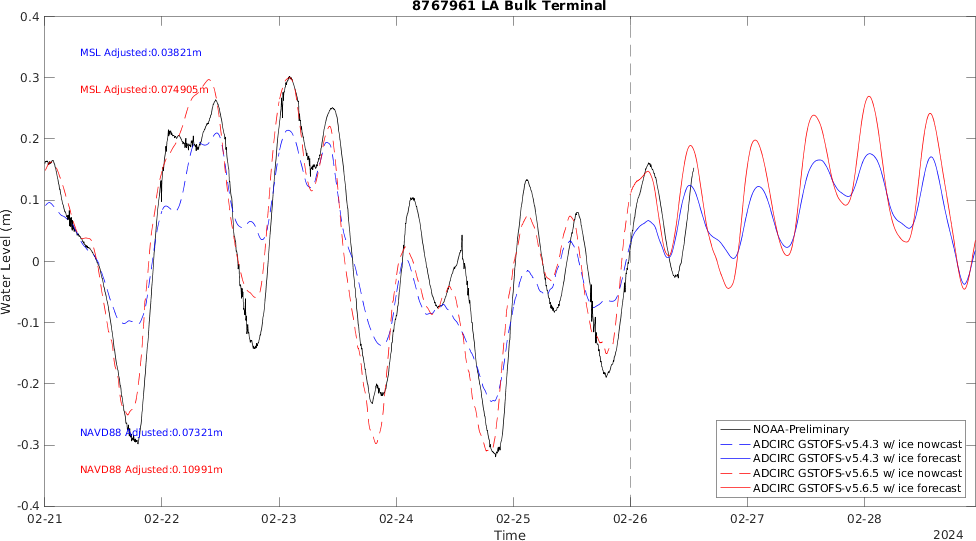 8767961 LA Bulk Terminal
0.4
0.3
0.2
0.1
0
-0.1
-0.2
-0.3
-0.4
Water Level (m)
MSL Adjusted:0.03821m
MSL Adjusted:0.074905m
NAVD88 Adjusted:0.07321m
NAVD88 Adjusted:0.10991m
NOAA-Preliminary
ADCIRC GSTOFS-v5.4.3 w/ ice nowcast
ADCIRC GSTOFS-v5.4.3 w/ ice forecast
ADCIRC GSTOFS-v5.6.5 w/ ice nowcast
ADCIRC GSTOFS-v5.6.5 w/ ice forecast
02-21 02-22 02-23 02-24 02-25 02-26 02-27 02-28
Time
2024